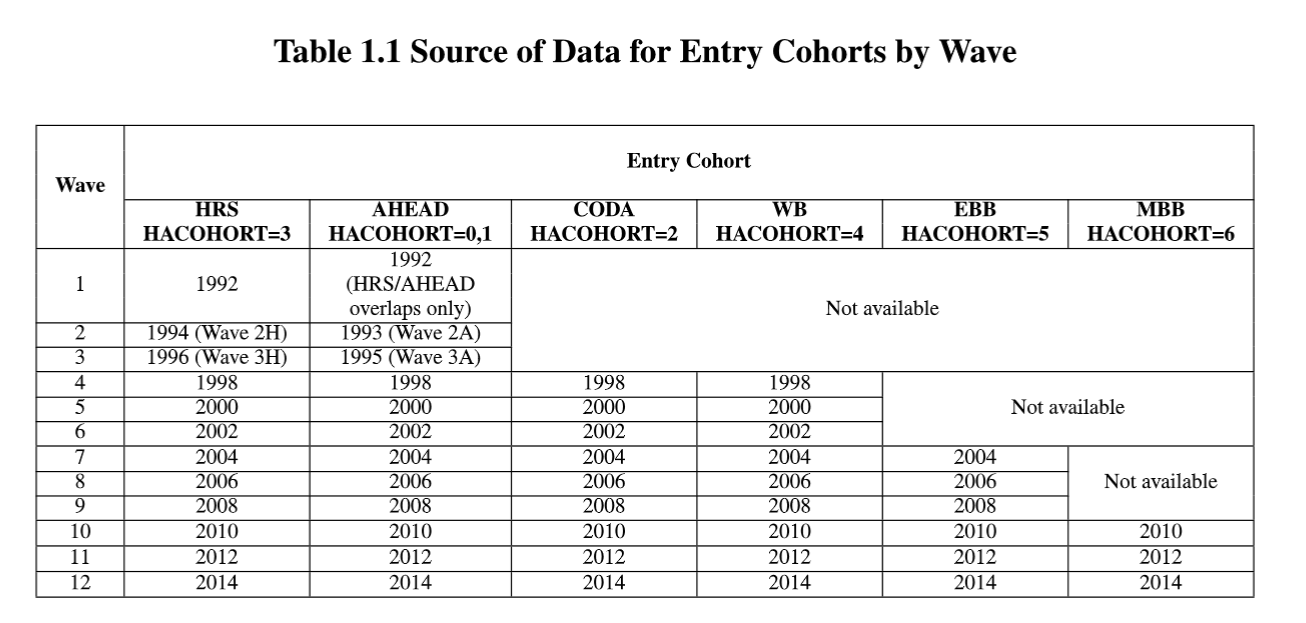 Table 1.1 Source of Data for Entry Cohorts by Wave
Wave
Entry Cohort
HRS
HACOHORT=3
AHEAD
HACOHORT=0,1
CODA
HACOHORT=2
WB
HACOHORT=4
EBB
HACOHORT=5
MBB
HACOHORT=6
1
1992
1992
(HRS/AHEAD
overlaps only)
Not available
2 1994 (Wave 2H) 1993 (Wave 2A)
3 1996 (Wave 3H) 1995 (Wave 3A)
4 1998 1998 1998 1998
5 2000 2000 2000 2000 Not available
6 2002 2002 2002 2002
7 2004 2004 2004 2004 2004
8 2006 2006 2006 2006 2006 Not available
9 2008 2008 2008 2008 2008
10 2010 2010 2010 2010 2010 2010
11 2012 2012 2012 2012 2012 2012
12 2014 2014 2014 2014 2014 2014